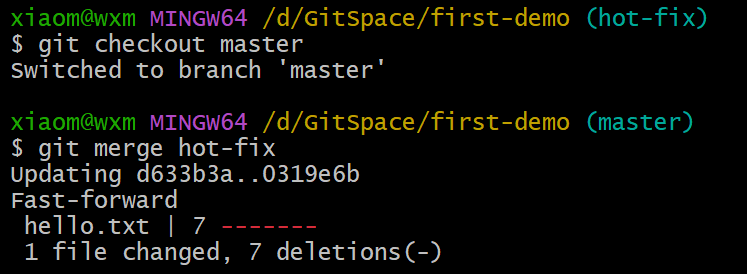 xiaom@wxm MINGW64 /d/GitSpace/first-demo (hot-fix)
$ git checkout master
Switched to branch 'master'
xiaom@wxm MINGW64 /d/GitSpace/first-demo (master)
$ git merge hot-fix
Updating d633b3a..0319e6b
Fast-forward
 hello.txt | 7 -------
 1 file changed, 7 deletions(-)